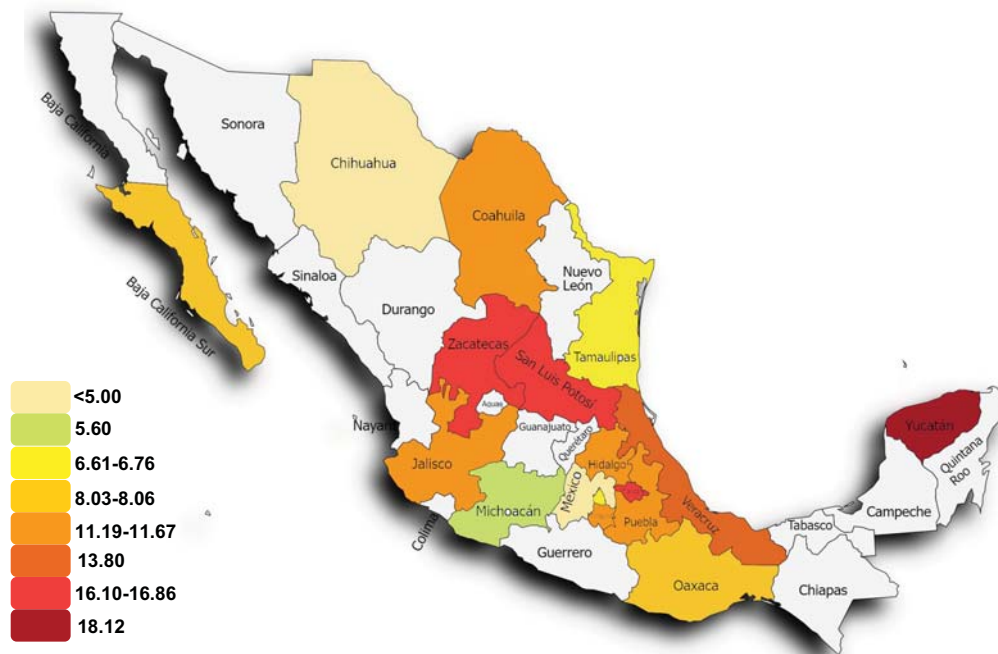 Baja California
Sonora
Chihuahua
Coahuila
Nuevo
León
Sinaloa
Durango
Baja California Sur
Tamaulipas
Zacatecas
San Luis Potosí
Aguas
Nayarit
Guanajuato
Querétaro
Hidalgo
Jalisco
México
Michoacán
Colima
Puebla
Veracruz
Guerrero
Oaxaca
Tabasco
Chiapas
Campeche
Yucatán
Quintana
Roo
<5.00
5.60
6.61-6.76
8.03-8.06
11.19-11.67
13.80
16.10-16.86
18.12